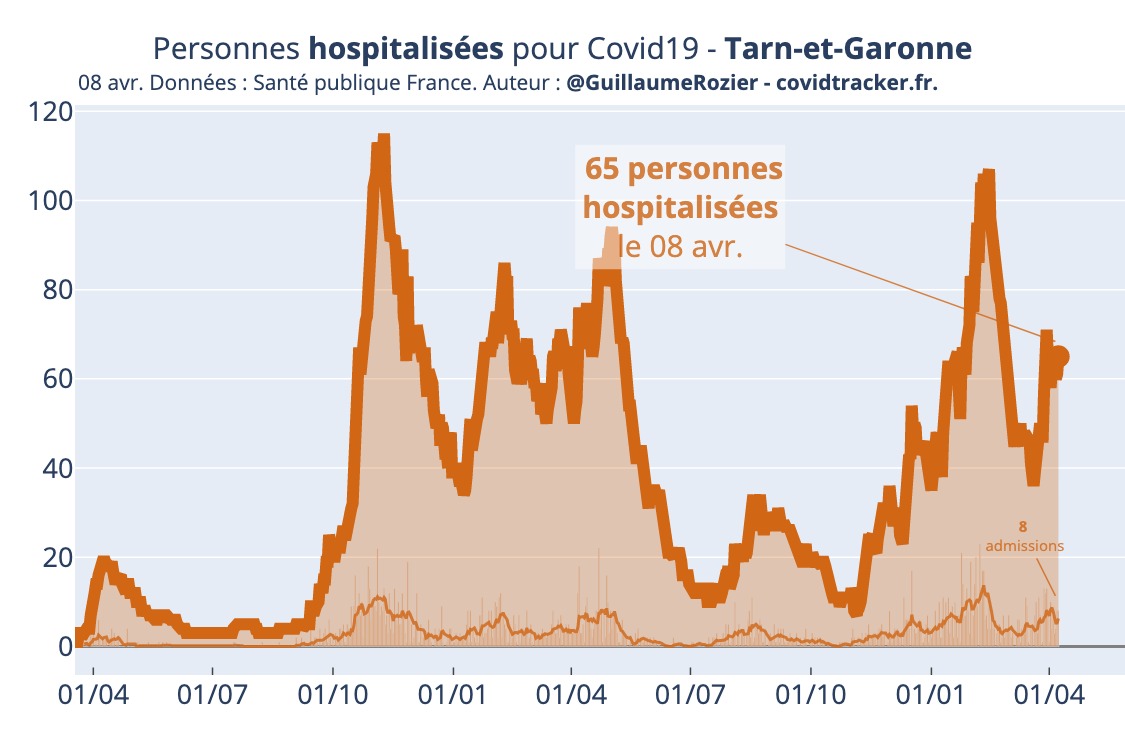 Personnes hospitalisées pour Covid19 - Tarn-et-Garonne
08 avr. Données : Santé publique France. Auteur : @GuillaumeRozier - covidtracker.fr.
120
100
80
60
40
20
0
65 personnes
hospitalisées
le 08 avr.
8
admissions
01/04 01/07 01/10 01/01 01/04 01/07 01/10 01/01 01/04